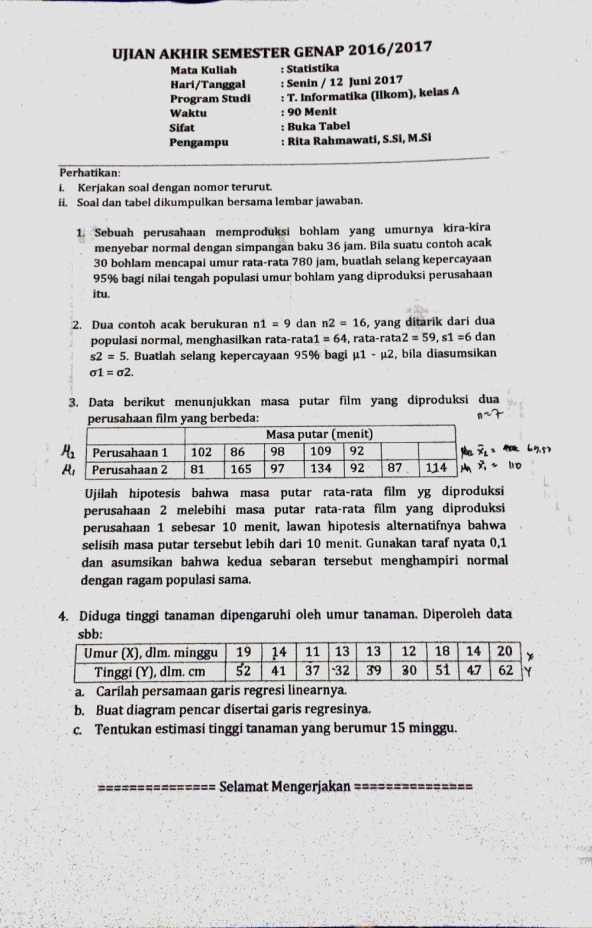 UJIAN AKHIR SEMESTER GENAP 2016/2017
Mata Kuliah : Statistika
Hari/Tanggal : Senin / 12 Juni 2017
Program Studi : T. Informatika (Ilkom), kelas A
Waktu : 90 Menit
Sifat : Buka Tabel
Pengampu : Rita Rahmawati, S.Si, M.Si
Perhatikan:
i. Kerjakan soal dengan nomor terurut.
ii. Soal dan tabel dikumpulkan bersama lembar jawaban.
1. Sebuah perusahaan memproduksi bohlam yang umurnya kira-kira
menyebar normal dengan simpangan baku 36 jam. Bila suatu contoh acak
30 bohlam mencapai umur rata-rata 780 jam, buatlah selang kepercayaan
95% bagi nilai tengah populasi umur bohlam yang diproduksi perusahaan
itu.
2. Dua contoh acak berukuran n1 = 9 dan n2 = 16, yang ditarik dari dua
populasi normal, menghasilkan rata-rata1 = 64, rata-rata2 = 59, s1 =6 dan
s2 = 5. Buatlah selang kepercayaan 95% bagi μ1 - μ2, bila diasumsikan
σ1 = σ2.
3. Data berikut menunjukkan masa putar film yang diproduksi dua
perusahaan film yang berbeda:
Masa putar (menit)
μ2 Perusahaan 1 102 86 98 109 92
μ1 Perusahaan 2 81 165 97 134 92 87 114 x̄1 = 110
Ujilah hipotesis bahwa masa putar rata-rata film yg diproduksi
perusahaan 2 melebihi masa putar rata-rata film yang diproduksi
perusahaan 1 sebesar 10 menit, lawan hipotesis alternatifnya bahwa
selisih masa putar tersebut lebih dari 10 menit. Gunakan taraf nyata 0,1
dan asumsikan bahwa kedua sebaran tersebut menghampiri normal
dengan ragam populasi sama.
4. Diduga tinggi tanaman dipengaruhi oleh umur tanaman. Diperoleh data
sbb:
Umur (X), dlm. minggu 19 14 11 13 13 12 18 14 20 X
Tinggi (Y), dlm. cm 52 41 37 32 39 30 51 47 62 Y
a. Carilah persamaan garis regresi linearnya.
b. Buat diagram pencar disertai garis regresinya.
c. Tentukan estimasi tinggi tanaman yang berumur 15 minggu.
=============== Selamat Mengerjakan ===============